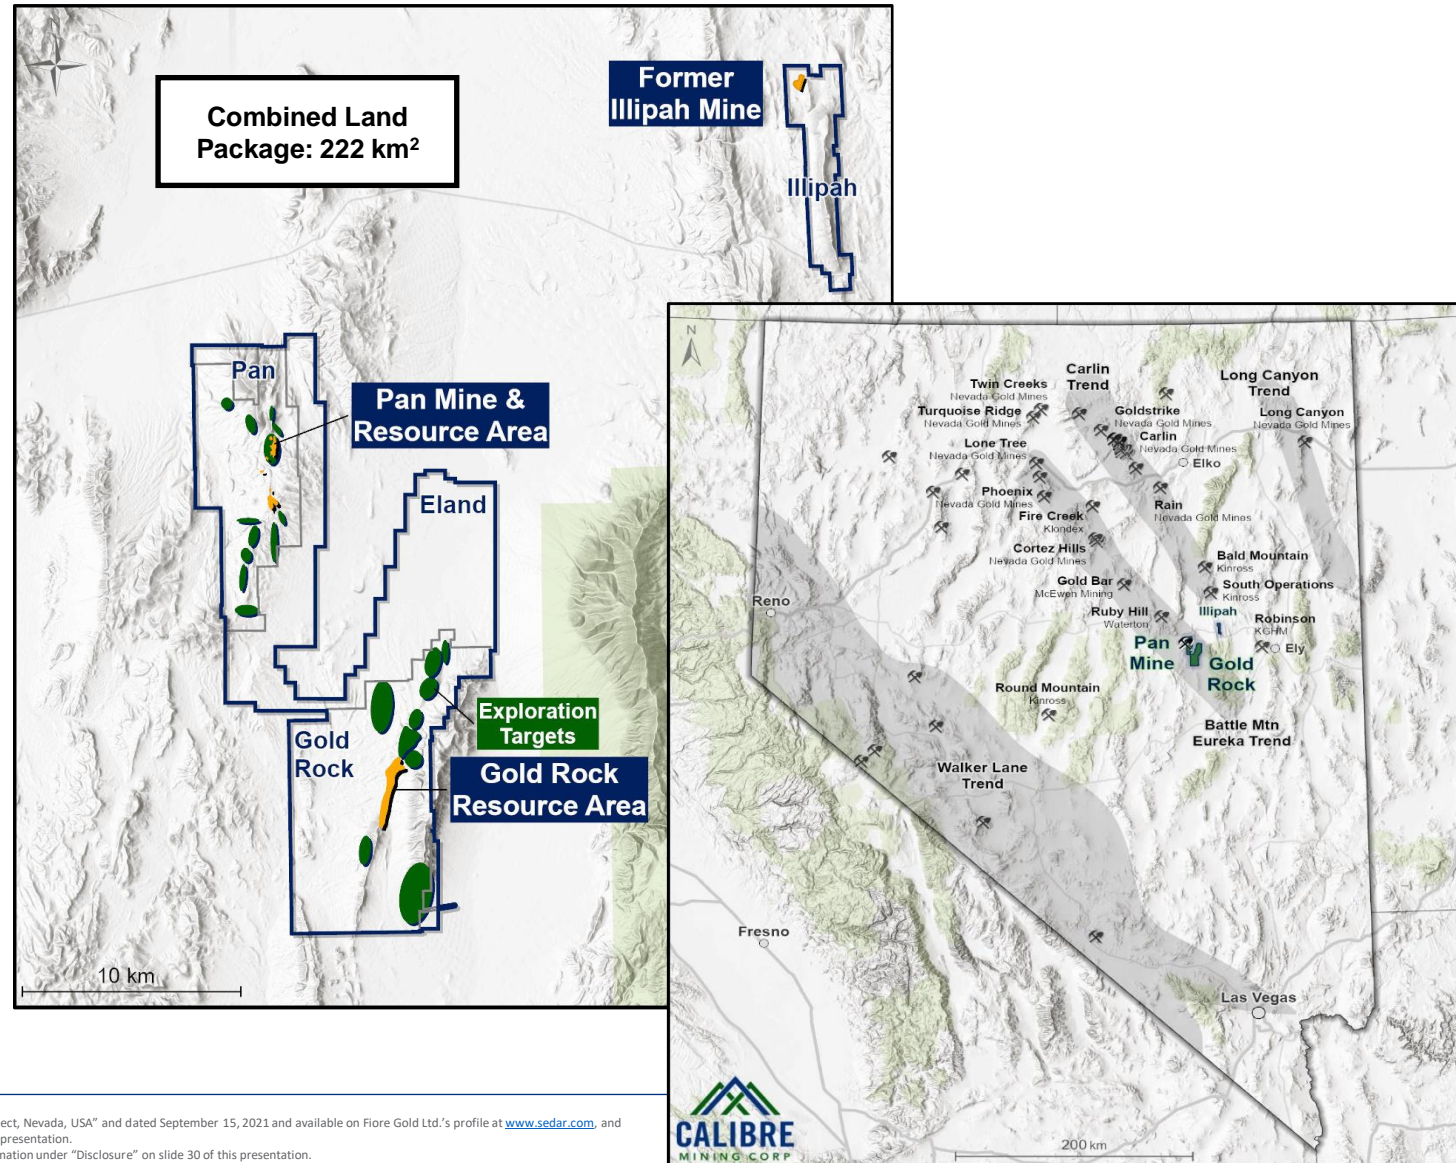 Combined Land
Package: 222 km²
Former
Illipah Mine
Illipah
Pan
Pan Mine &
Resource Area
Eland
Exploration
Targets
Gold
Rock
Gold Rock
Resource Area
10 km
N
Carlin
Trend
Long Canyon
Trend
Twin Creeks
Nevada Gold Mines
Turquoise Ridge
Nevada Gold Mines
Goldstrike
Nevada Gold Mines
Long Canyon
Nevada Gold Mines
Carlin
Nevada Gold Mines
Lone Tree
Nevada Gold Mines
Elko
Phoenix
Nevada Gold Mines
Rain
Nevada Gold Mines
Fire Creek
Klondex
Cortez Hills
Nevada Gold Mines
Bald Mountain
Kinross
Gold Bar
McEwen Mining
South Operations
Kinross
Reno
Ruby Hill
Waterton
Illipah
Robinson
KGHM
Ely
Pan
Mine
Gold
Rock
Round Mountain
Kinross
Battle Mtn
Eureka Trend
Walker Lane
Trend
Fresno
Las Vegas
200 km
CALIBRE
MINING CORP
ect, Nevada, USA” and dated September 15, 2021 and available on Fiore Gold Ltd.’s profile at www.sedar.com, and
presentation.
mation under “Disclosure” on slide 30 of this presentation.